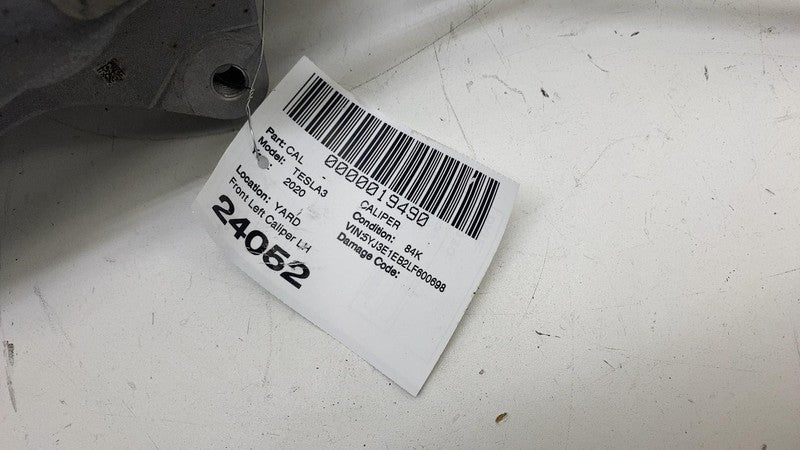 0000019490
Part: CAL - CALIPER
Model: TESLA3 Condition: 84K
2020 VIN:5YJ3E1EB2LF600698
Location: YARD Damage Code:
Front Left Caliper LH
24052